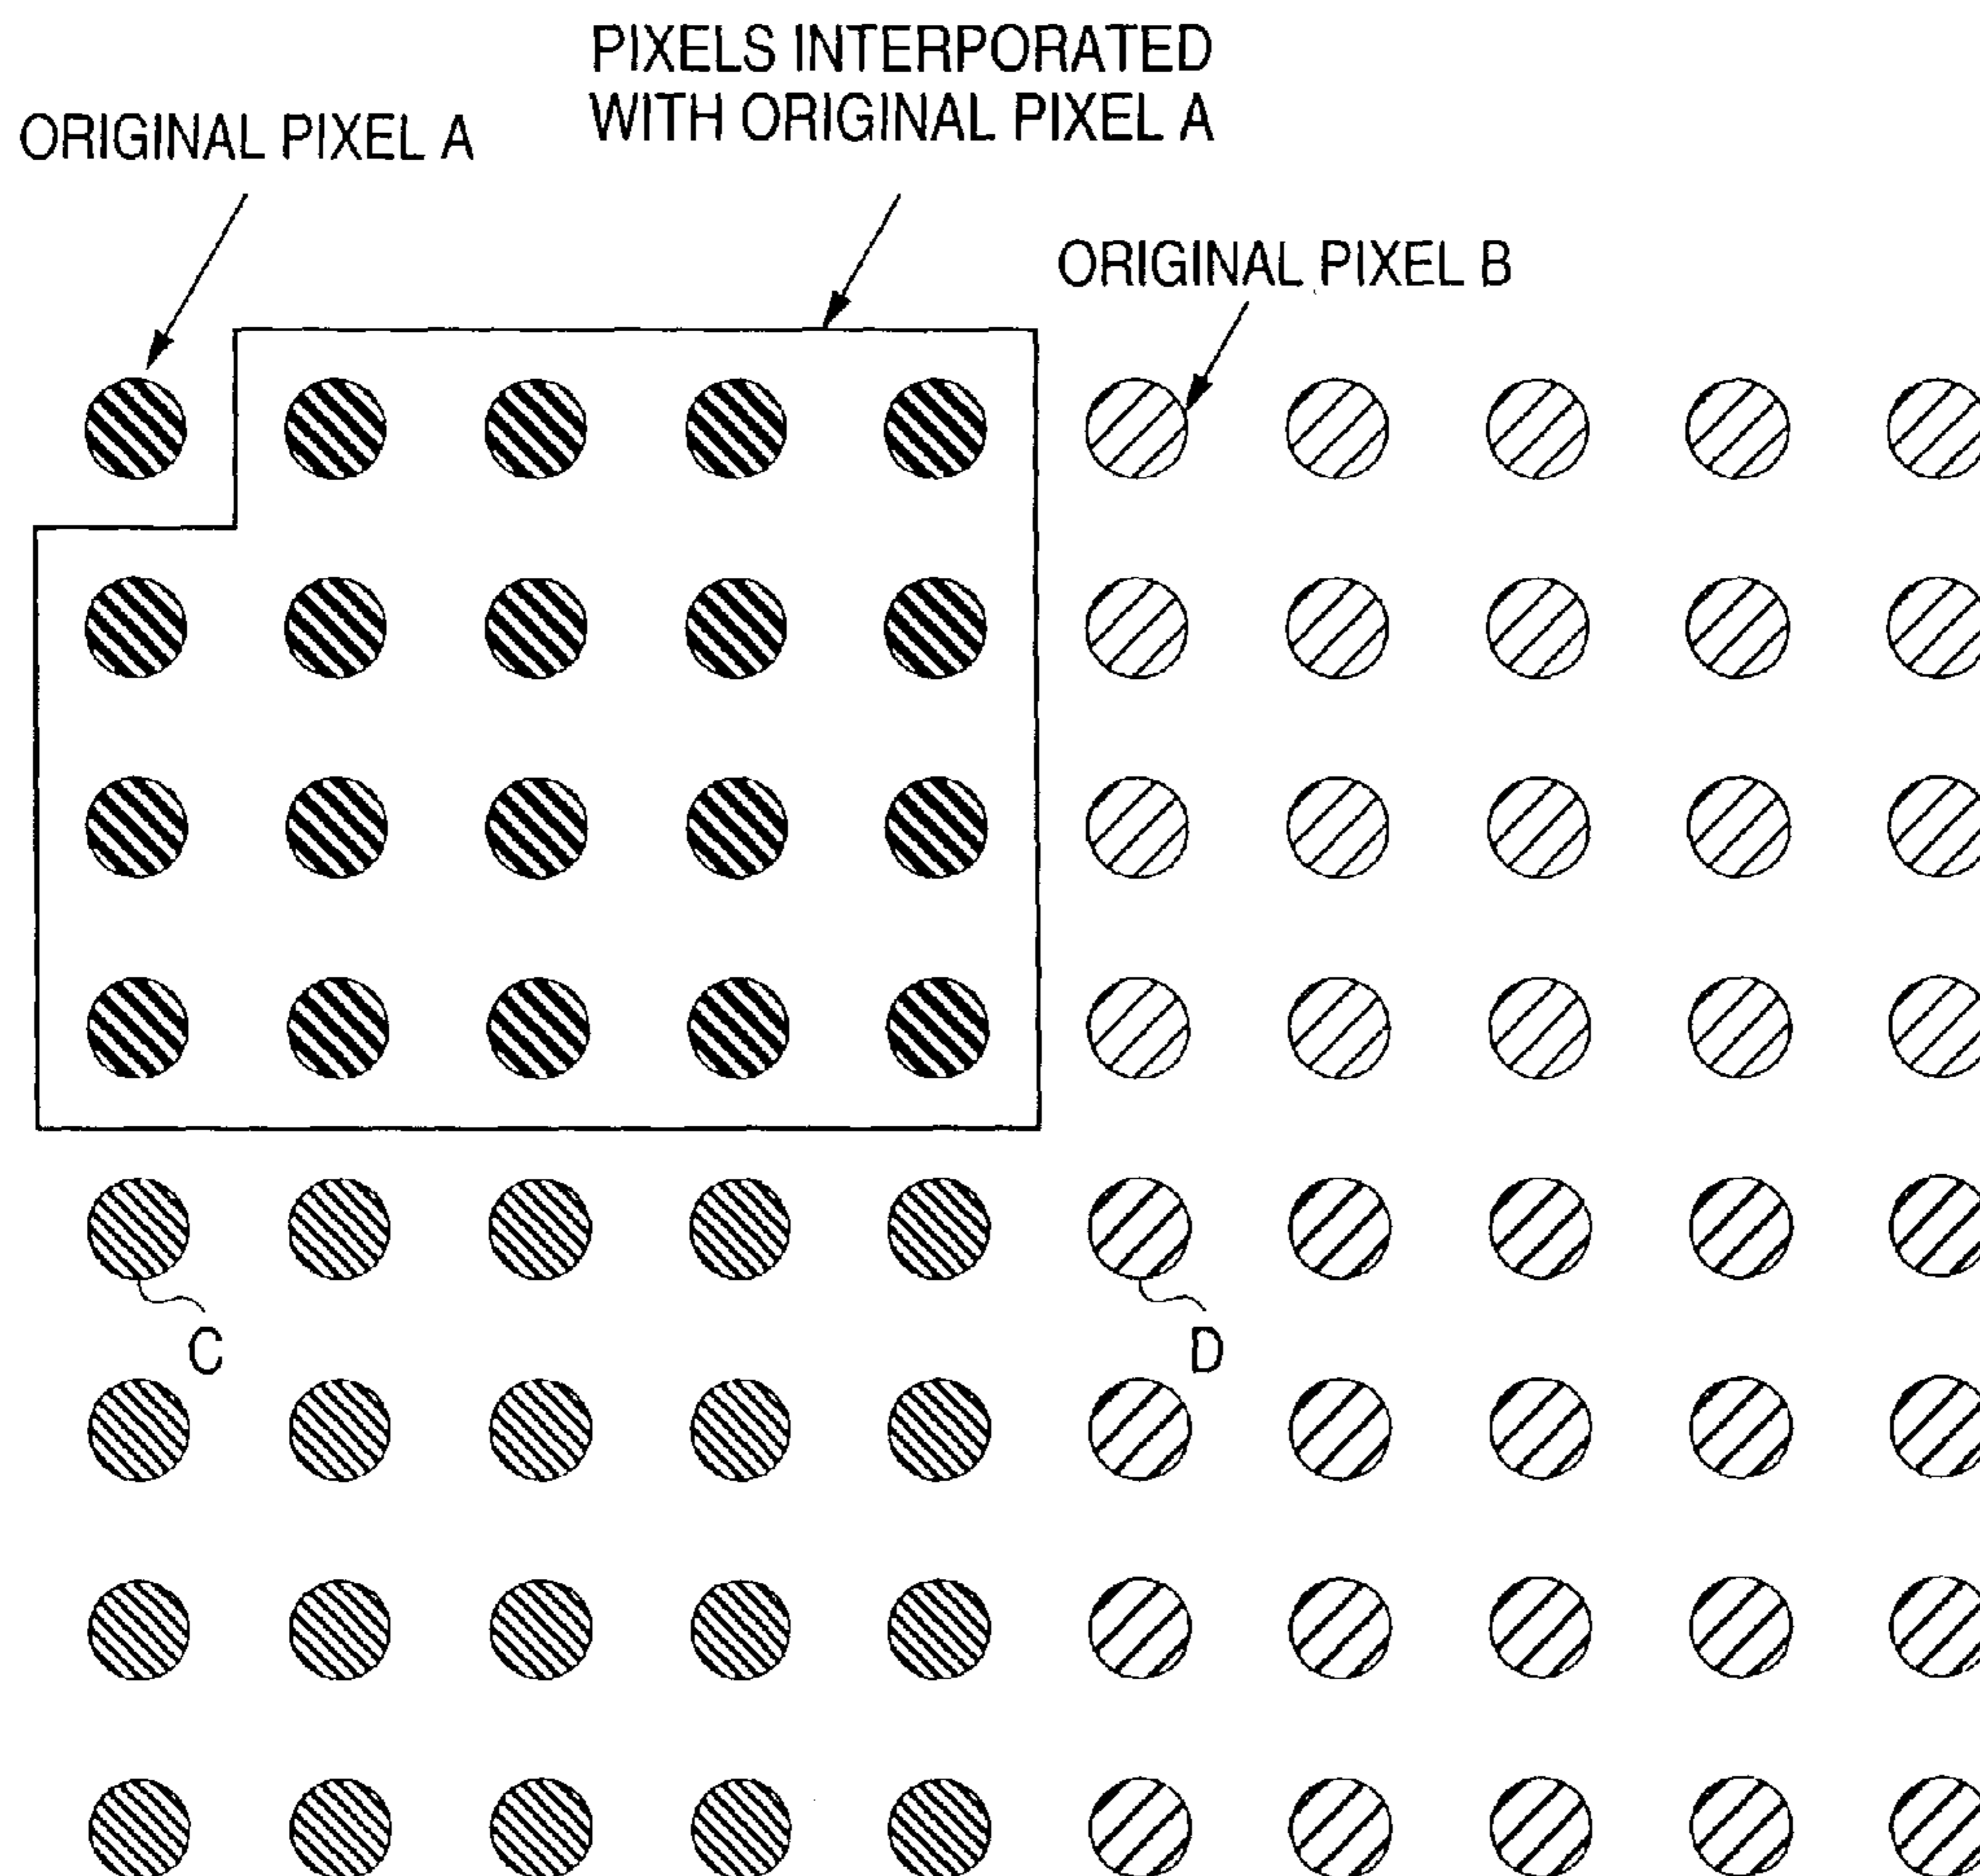 PIXELS INTERPORATED
WITH ORIGINAL PIXEL A
ORIGINAL PIXEL A
ORIGINAL PIXEL B
C
D